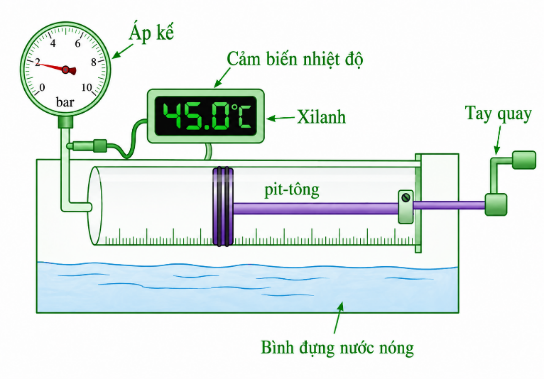 Áp kế
4
6
2
8
0
10
bar
Cảm biến nhiệt độ
45.0°C
Xilanh
Tay quay
pit-tông
Bình đựng nước nóng